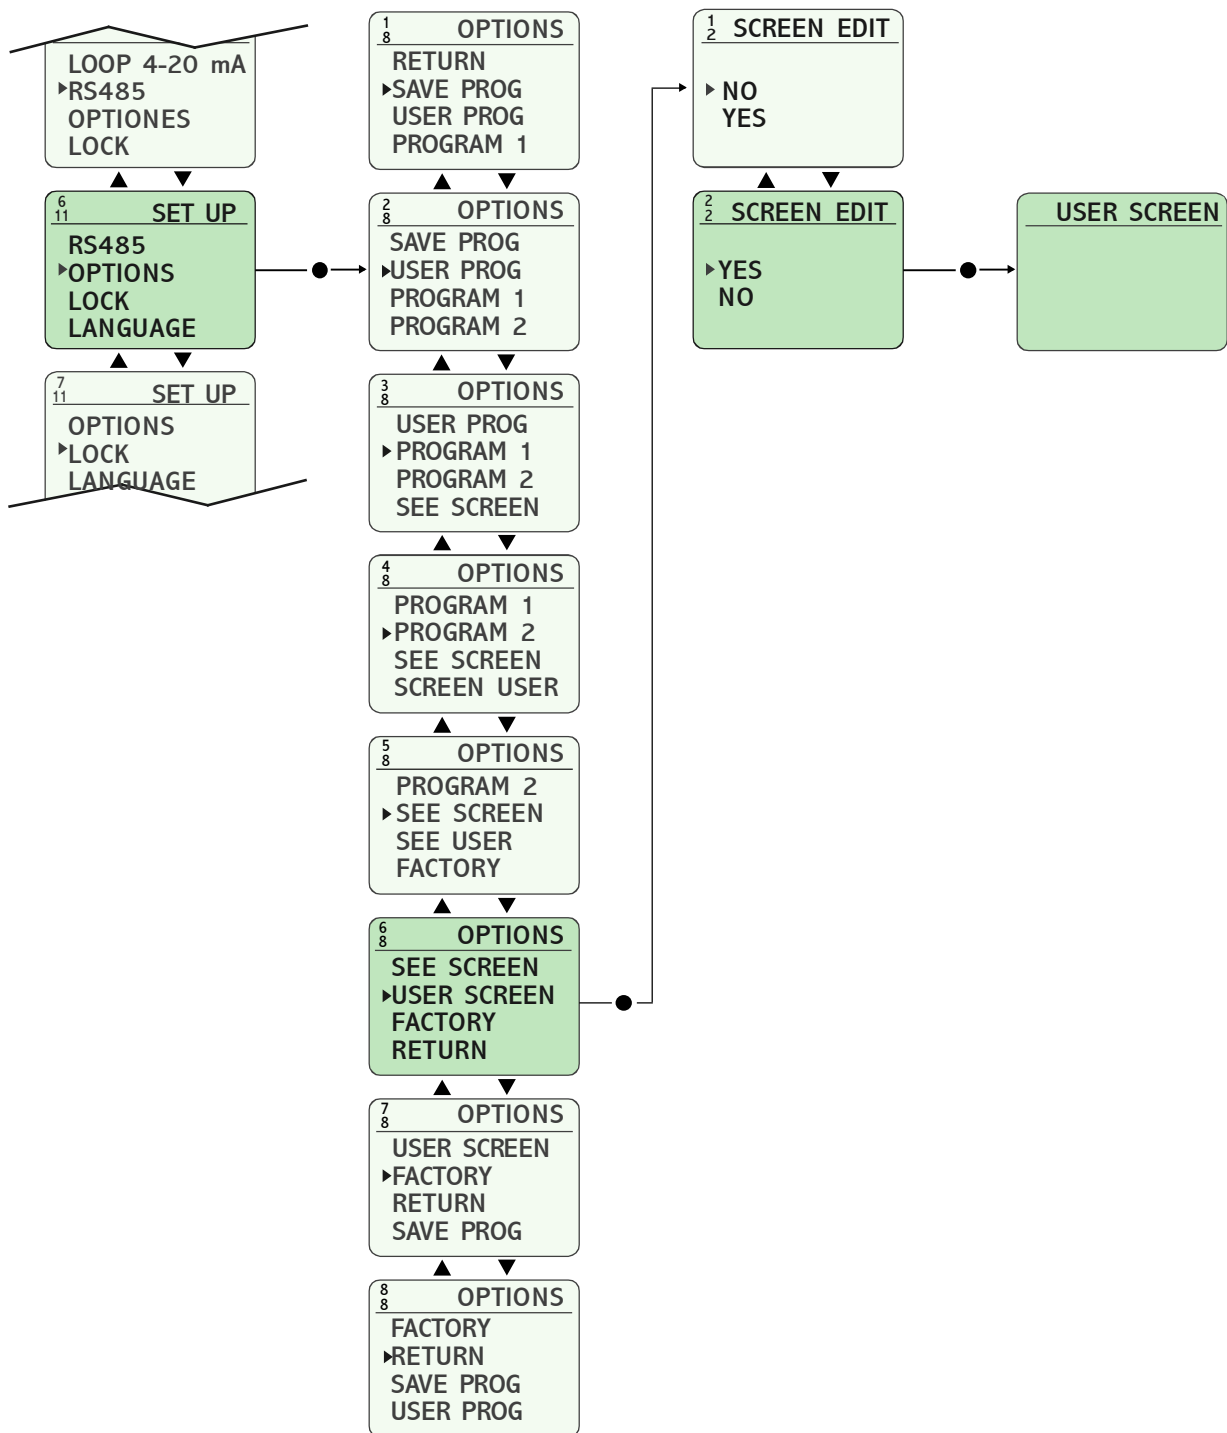 LOOP 4-20 mA
RS485
OPTIONES
LOCK
6
11
SET UP
RS485
OPTIONS
LOCK
LANGUAGE
7
11
SET UP
OPTIONS
LOCK
LANGUAGE
1
8
OPTIONS
RETURN
SAVE PROG
USER PROG
PROGRAM 1
2
8
OPTIONS
SAVE PROG
USER PROG
PROGRAM 1
PROGRAM 2
3
8
OPTIONS
USER PROG
PROGRAM 1
PROGRAM 2
SEE SCREEN
4
8
OPTIONS
PROGRAM 1
PROGRAM 2
SEE SCREEN
SCREEN USER
5
8
OPTIONS
PROGRAM 2
SEE SCREEN
SEE USER
FACTORY
6
8
OPTIONS
SEE SCREEN
USER SCREEN
FACTORY
RETURN
7
8
OPTIONS
USER SCREEN
FACTORY
RETURN
SAVE PROG
8
8
OPTIONS
FACTORY
RETURN
SAVE PROG
USER PROG
1
2
SCREEN EDIT
NO
YES
2
2
SCREEN EDIT
YES
NO
USER SCREEN